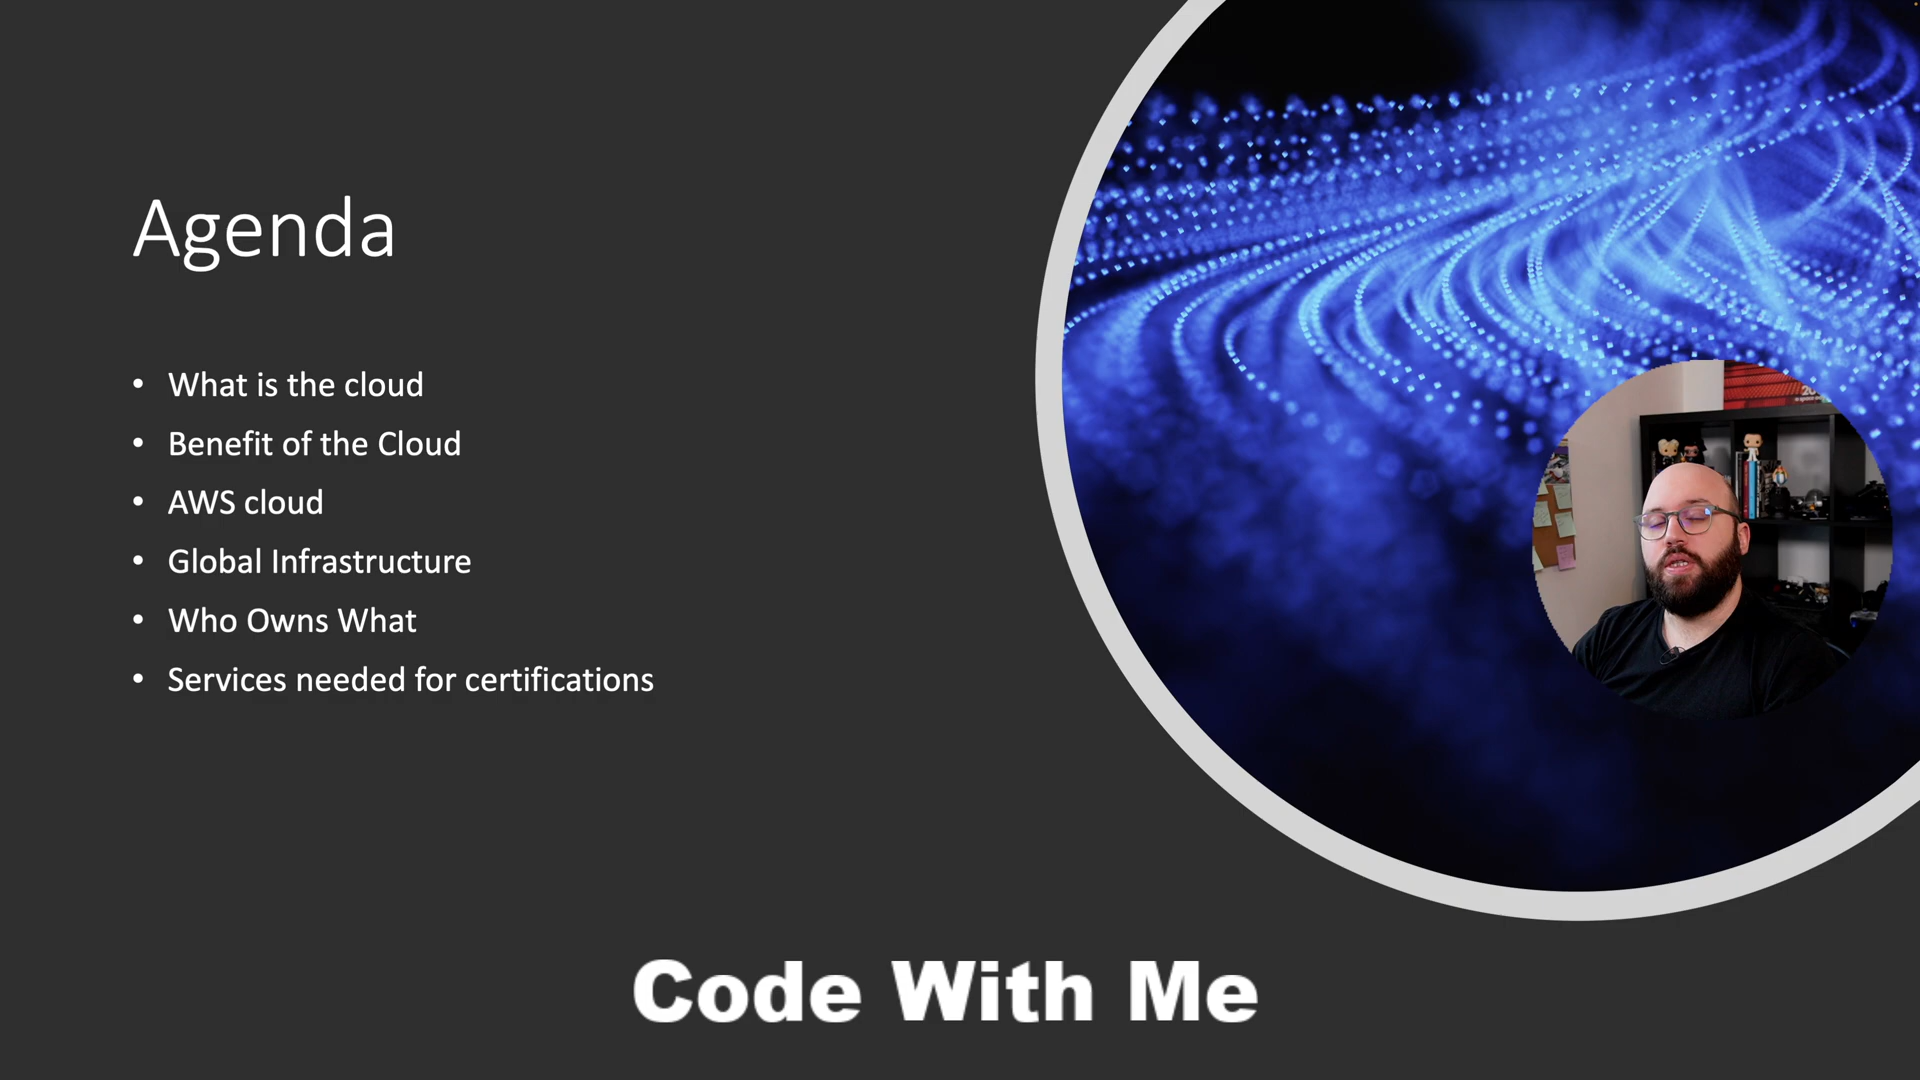 Agenda
• What is the cloud
• Benefit of the Cloud
• AWS cloud
• Global Infrastructure
• Who Owns What
• Services needed for certifications
Code With Me